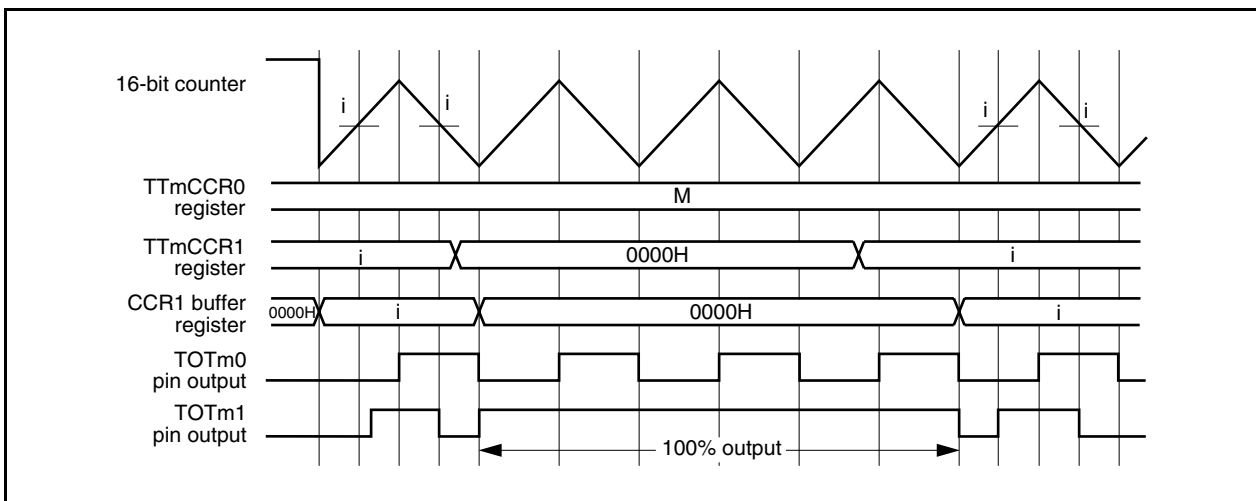 16-bit counter
i
i
i
i
TTmCCR0
register
M
TTmCCR1
register
i
0000H
i
CCR1 buffer
register
0000H
i
0000H
i
TOTm0
pin output
TOTm1
pin output
100% output